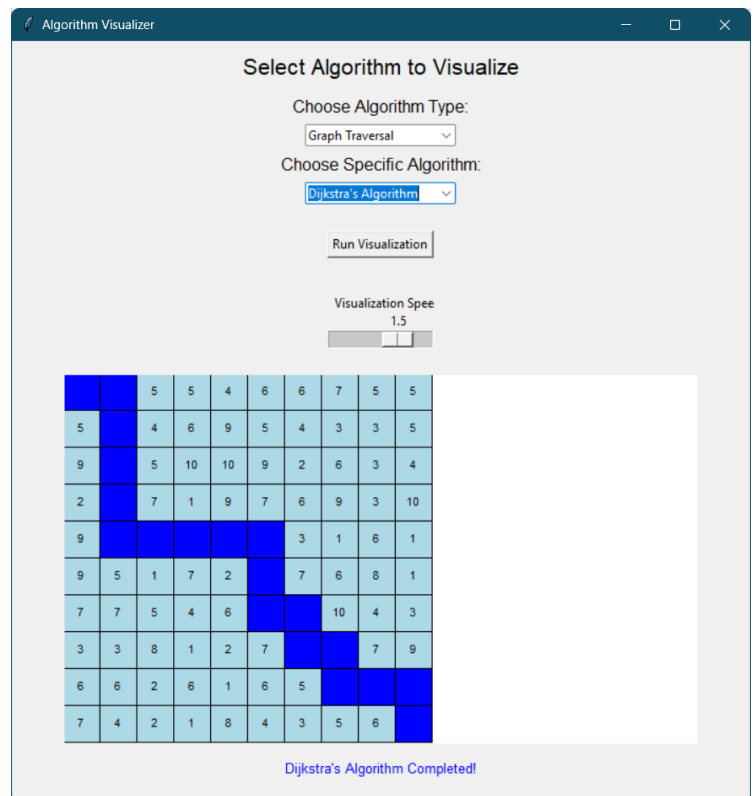 Algorithm Visualizer
Select Algorithm to Visualize
Choose Algorithm Type:
Graph Traversal
Choose Specific Algorithm:
Dijkstra's Algorithm
Run Visualization
Visualization Spee
1.5
5 5 4 6 6 7 5 5
5 4 6 9 5 4 3 3 5
9 5 10 10 9 2 6 3 4
2 7 1 9 7 6 9 3 10
9 3 1 6 1
9 5 1 7 2 7 6 8 1
7 7 5 4 6 10 4 3
3 3 8 1 2 7 7 9
6 6 2 6 1 6 5
7 4 2 1 8 4 3 5 6
Dijkstra's Algorithm Completed!